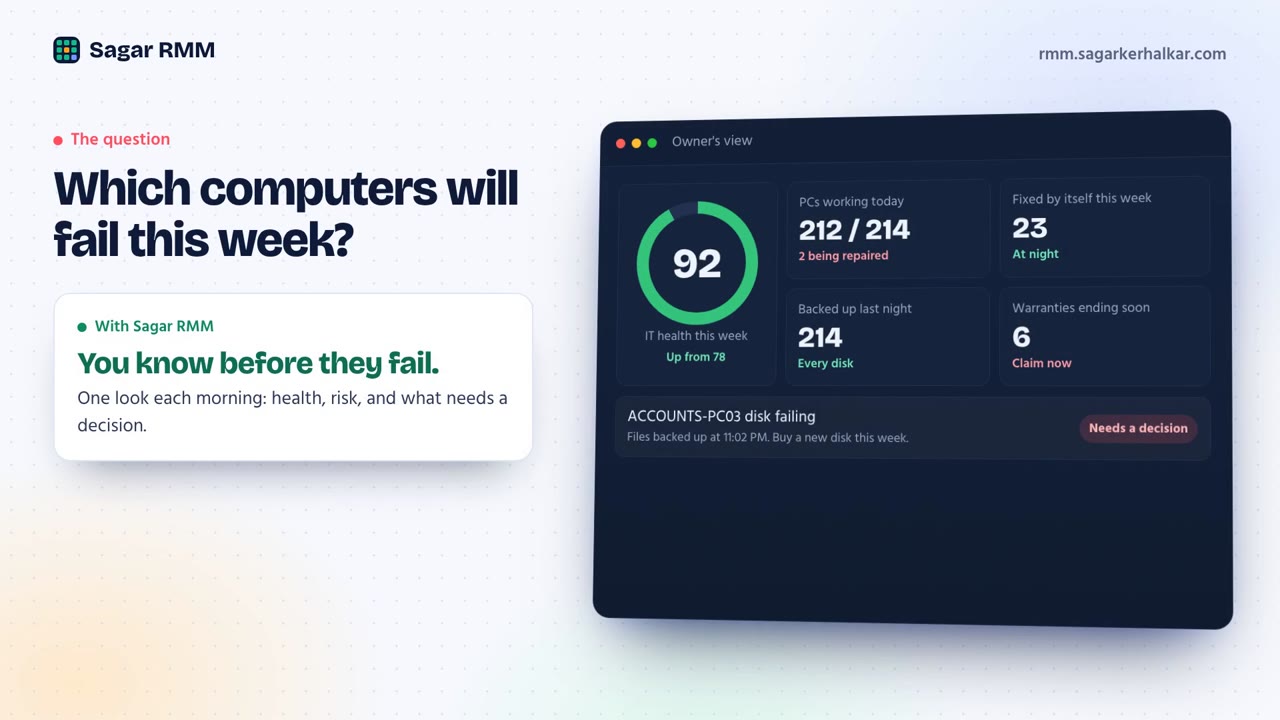 Sagar RMM
rmm.sagarkerhalkar.com
The question
Which computers will
fail this week?
With Sagar RMM
You know before they fail.
One look each morning: health, risk, and what needs a
decision.
Owner's view
92
IT health this week
Up from 78
PCs working today
212 / 214
2 being repaired
Fixed by itself this week
23
At night
Backed up last night
214
Every disk
Warranties ending soon
6
Claim now
ACCOUNTS-PC03 disk failing
Files backed up at 11:02 PM. Buy a new disk this week.
Needs a decision